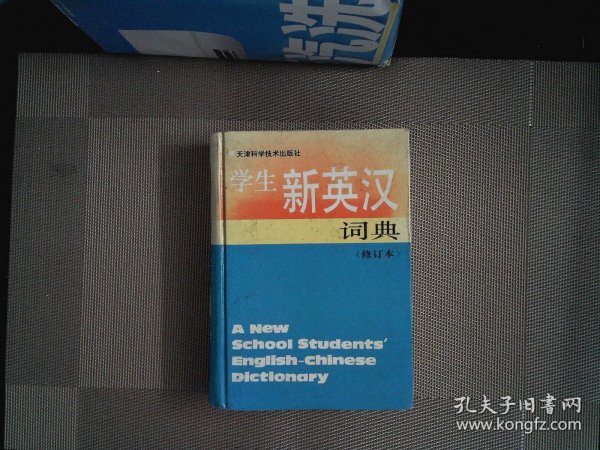 天津科学技术出版社
学生 新英汉
词典
(修订本)
A New
School Students'
English-Chinese
Dictionary
孔夫子旧书网
www.kongfz.com